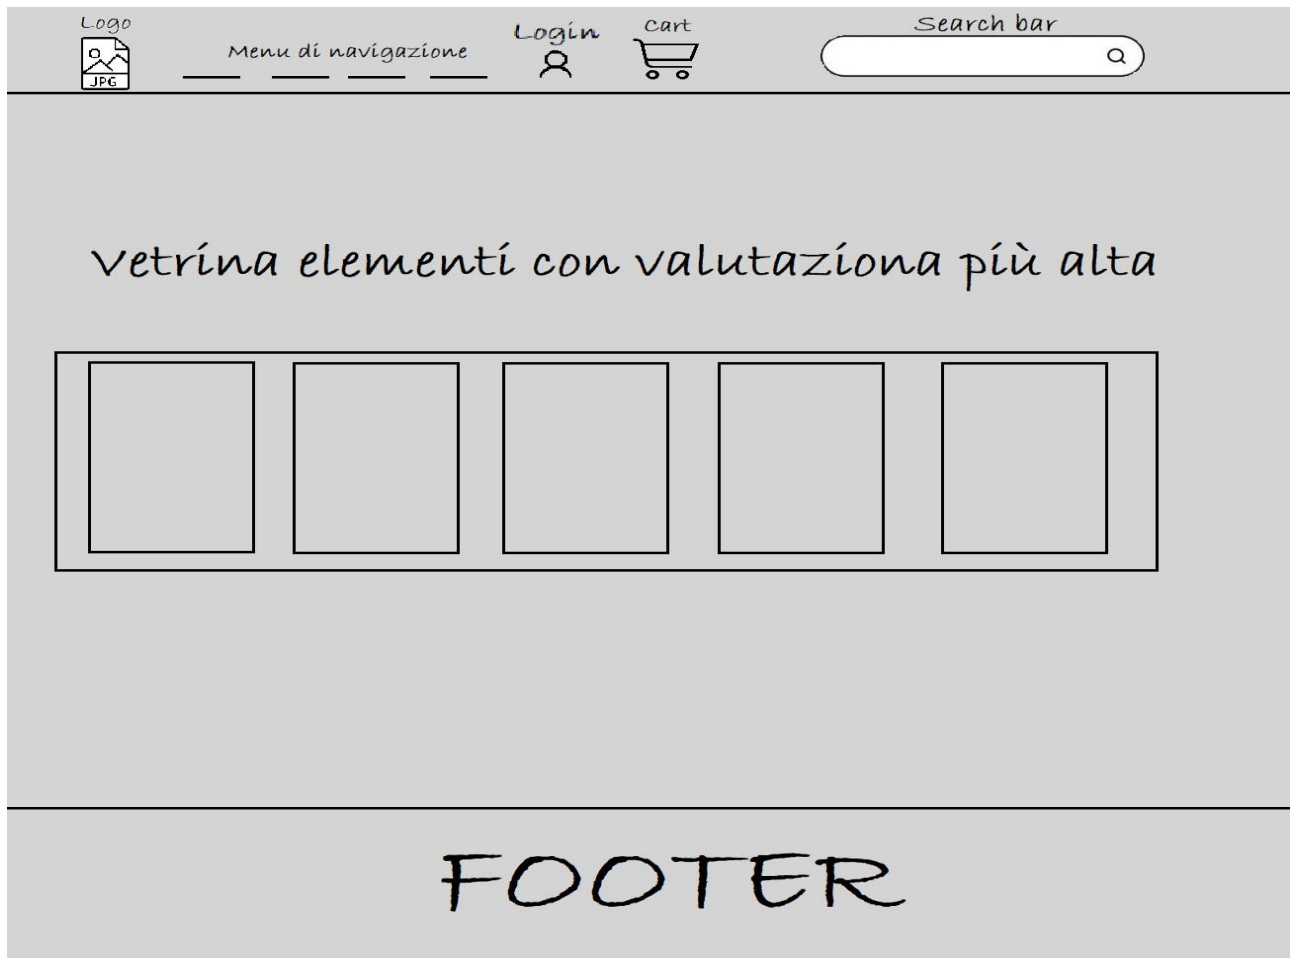 Logo
JPG
Menu di navigazione
Login
Cart
Search bar
Vetrina elementi con valutaziona più alta
FOOTER